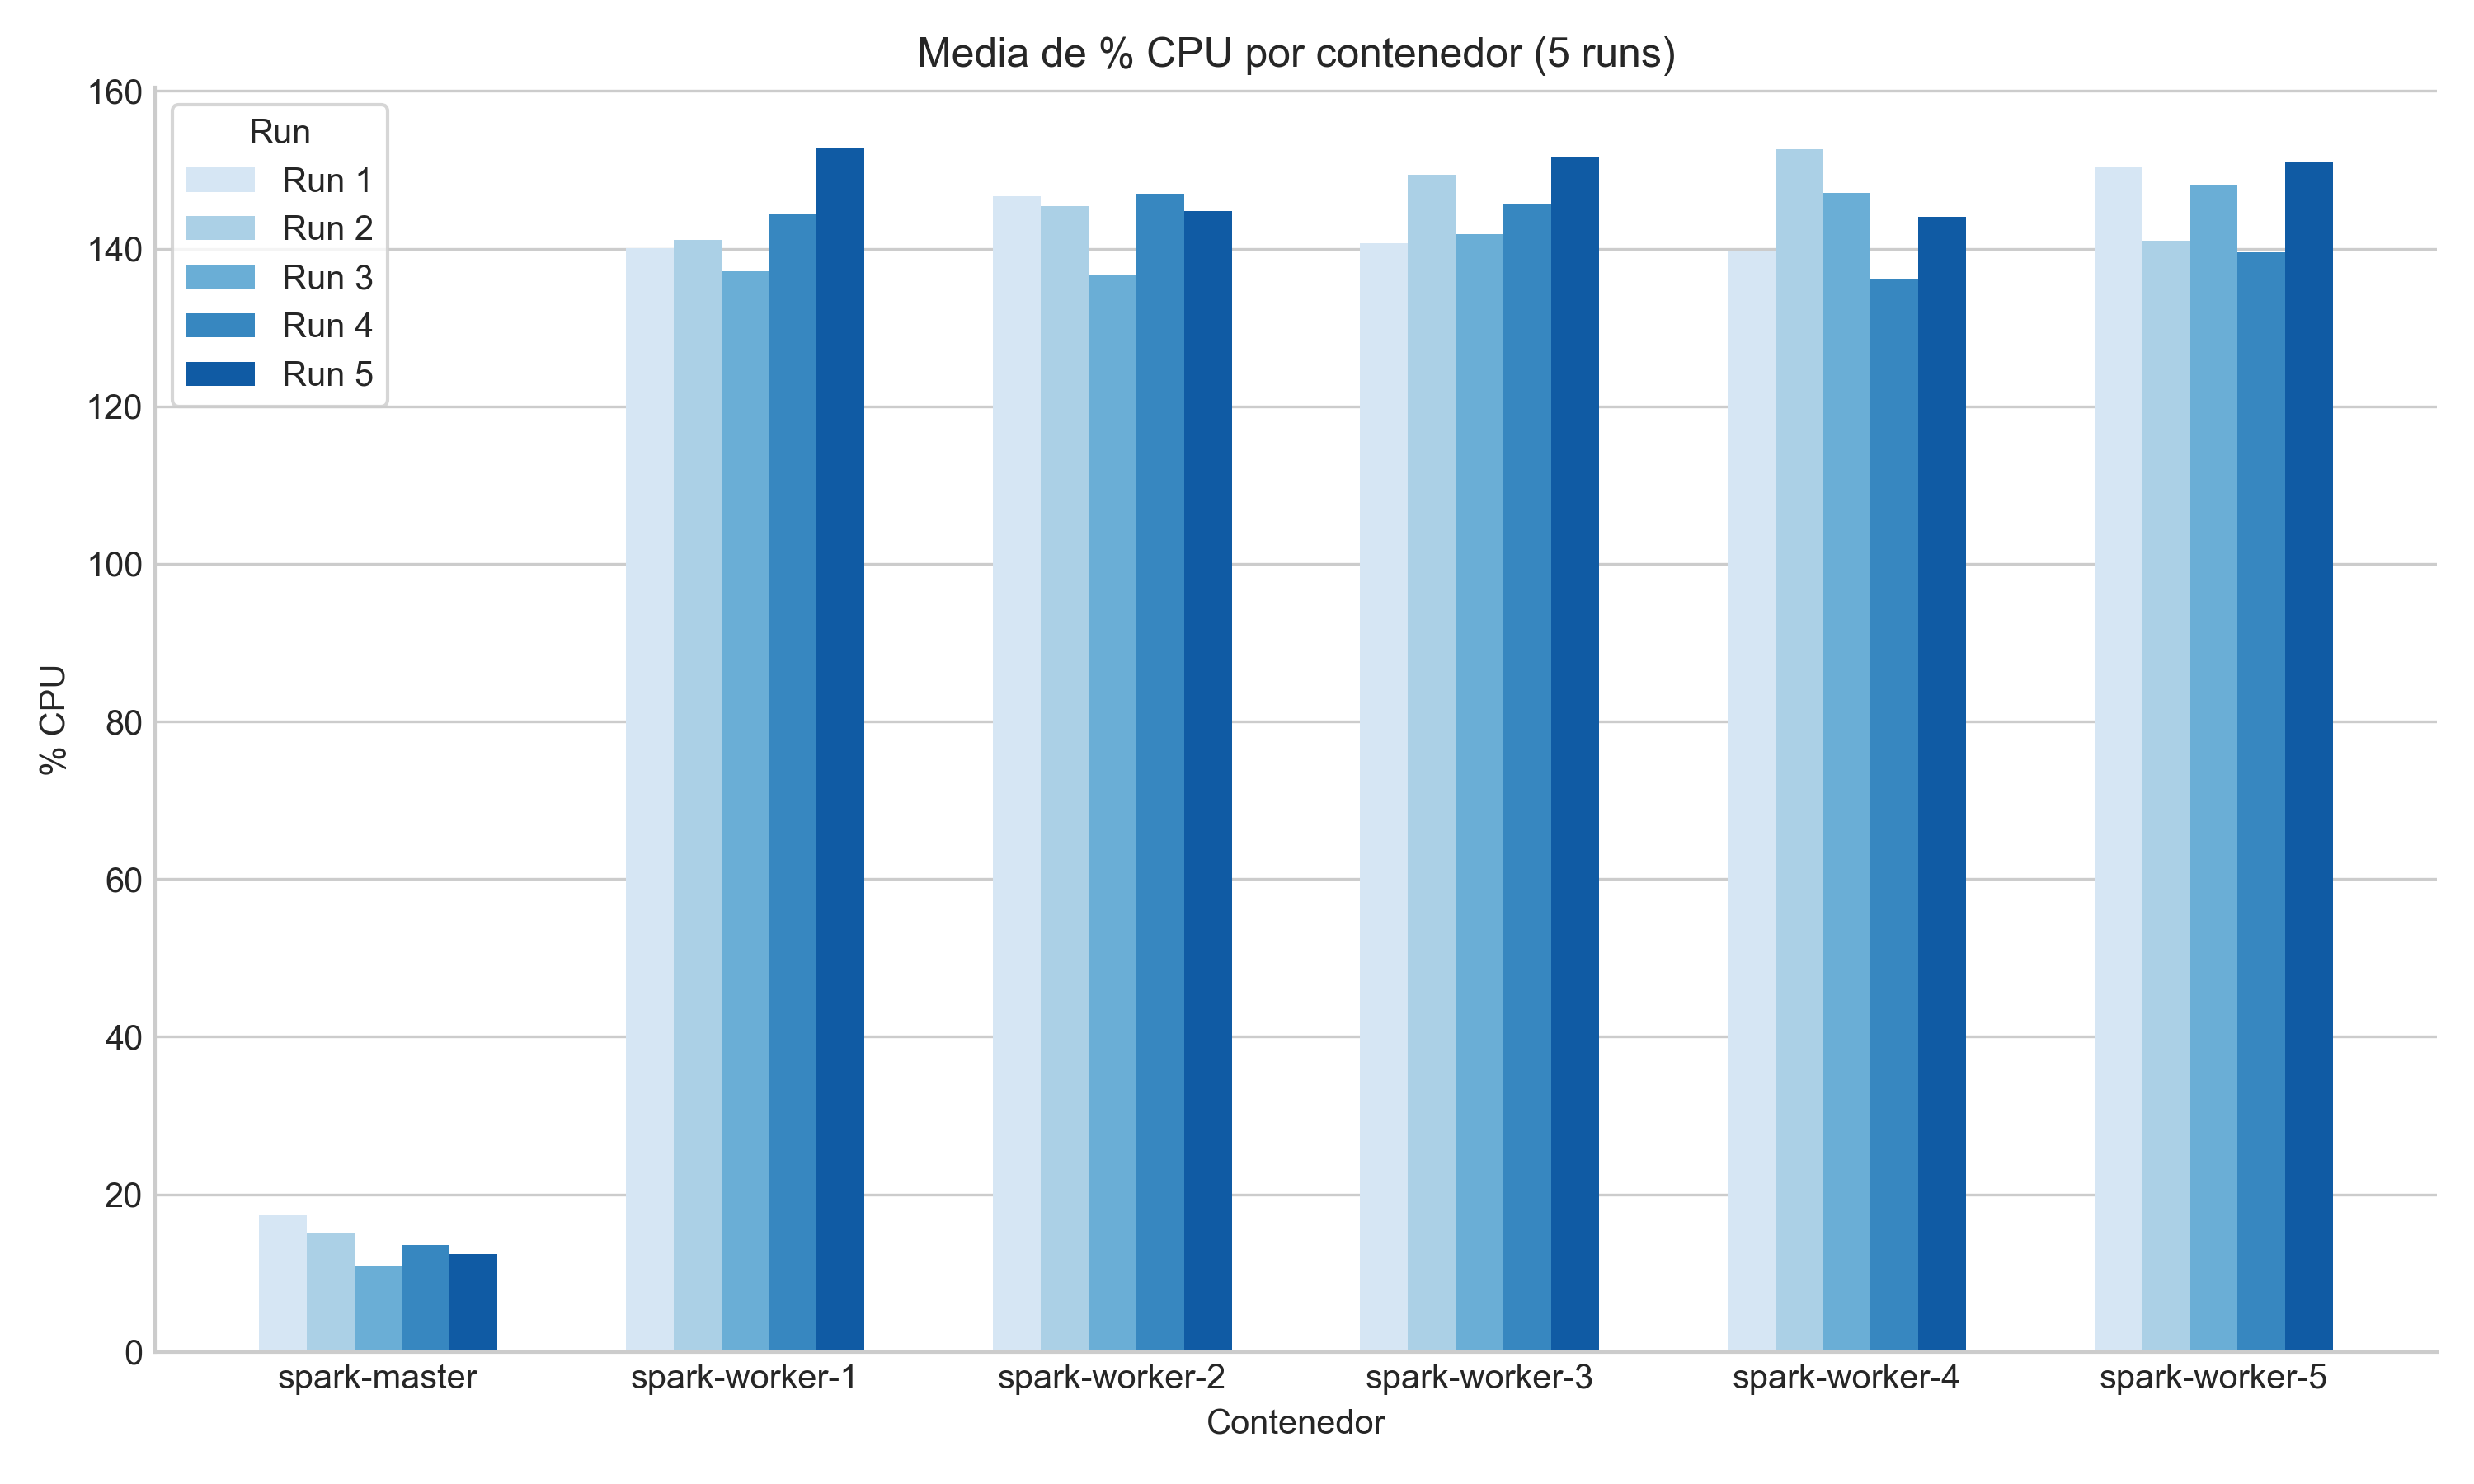 Media de % CPU por contenedor (5 runs)
160
140
120
100
80
60
40
20
0
% CPU
Run
Run 1
Run 2
Run 3
Run 4
Run 5
spark-master
spark-worker-1
spark-worker-2
spark-worker-3
spark-worker-4
spark-worker-5
Contenedor